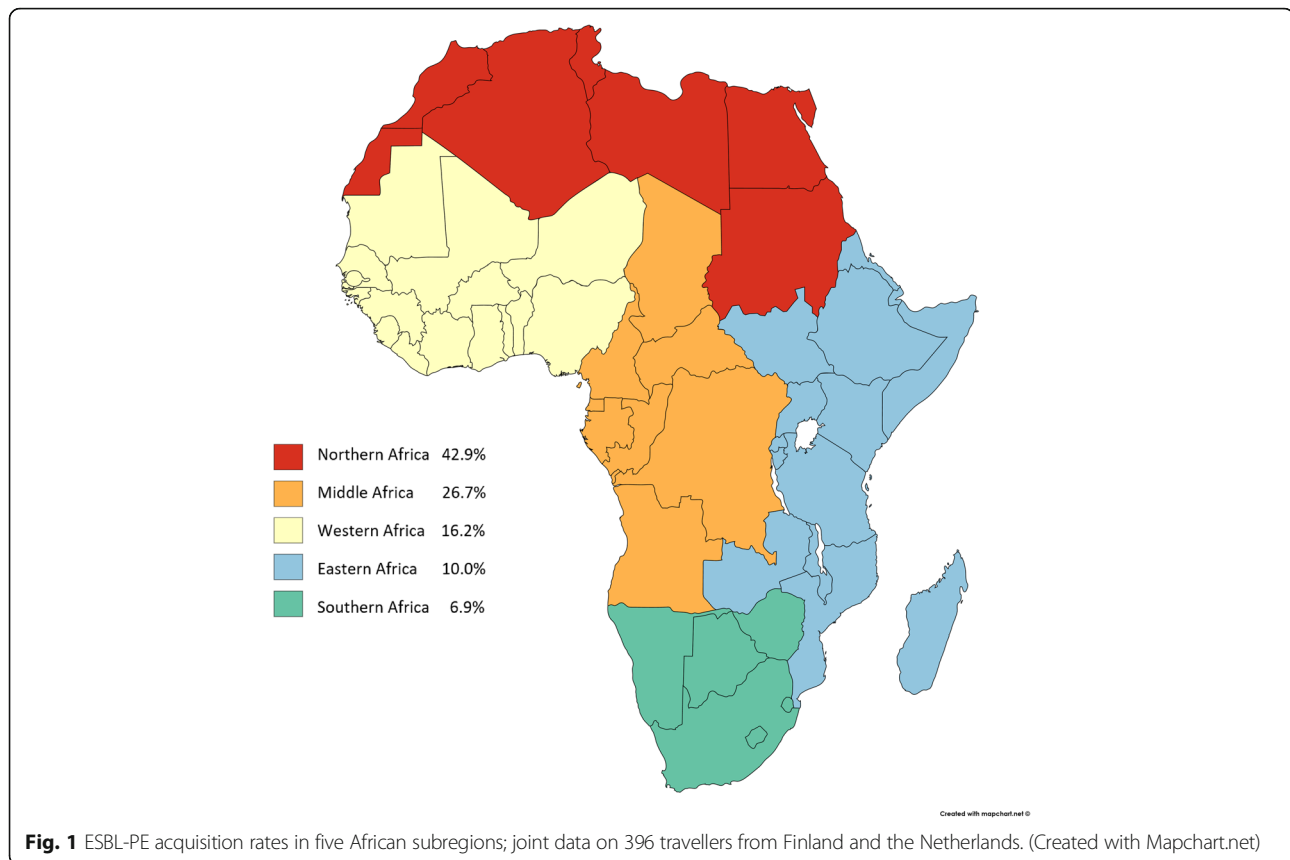 Northern Africa 42.9%
Middle Africa 26.7%
Western Africa 16.2%
Eastern Africa 10.0%
Southern Africa 6.9%
Created with mapchart.net ©
Fig. 1 ESBL-PE acquisition rates in five African subregions; joint data on 396 travellers from Finland and the Netherlands. (Created with Mapchart.net)